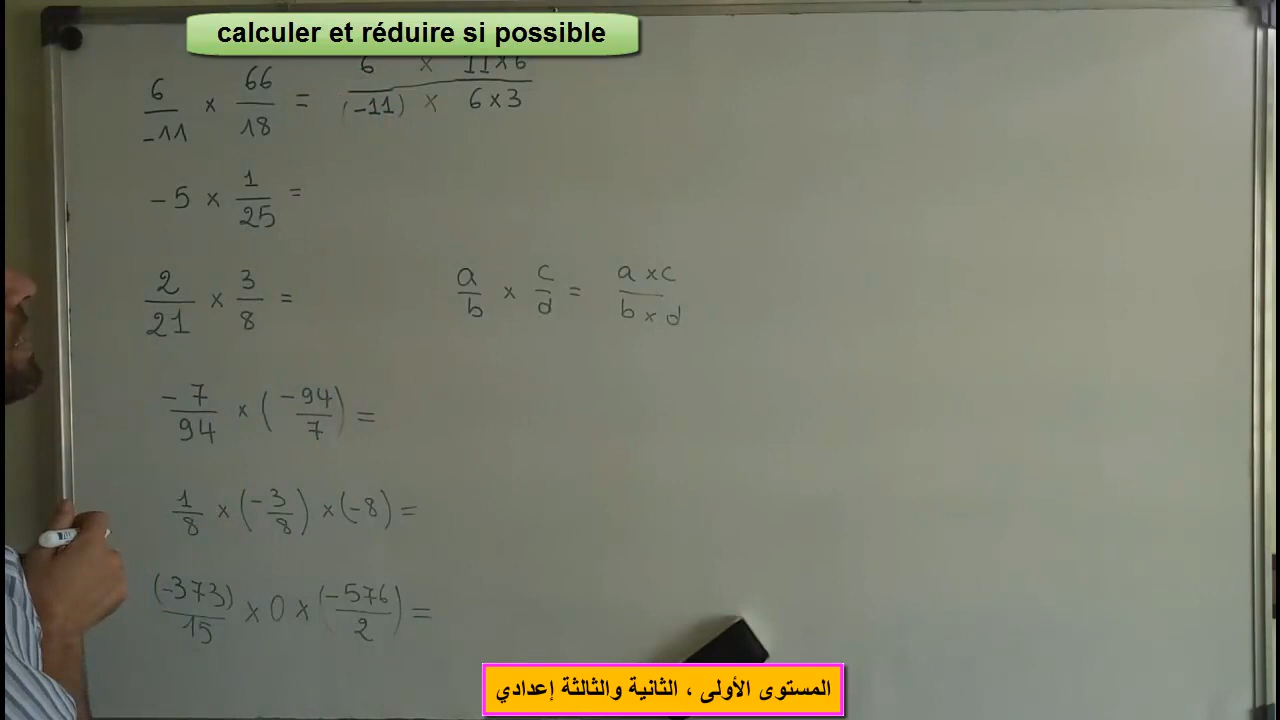 calculer et réduire si possible
6/-11 × 66/18 = 6 × 11×6 / (-11) × 6×3
-5 × 1/25 =
2/21 × 3/8 =
a/b × c/d = a×c / b×d
-7/94 × (-94/7) =
1/8 × (-3/8) × (-8) =
(-373)/15 × 0 × (-576/2) =
المستوى الأولى ، الثانية والثالثة إعدادي